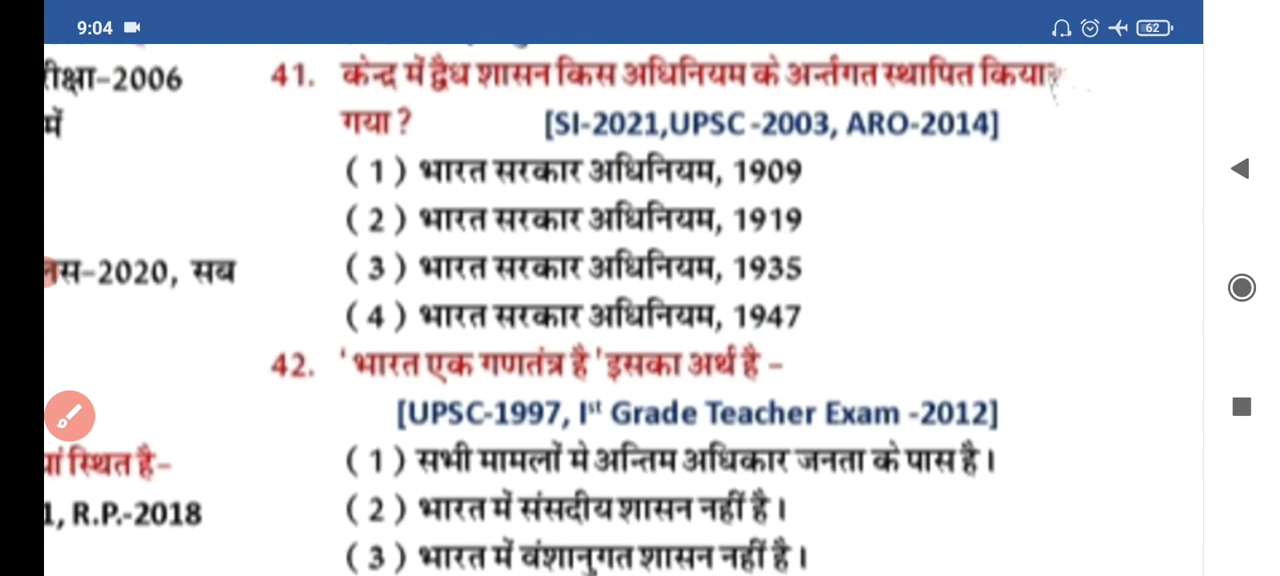 9:04
62
रीक्षा-2006
में
-2020, सब
स्थित है-
1, R.P.-2018
41. केन्द्र में द्वैध शासन किस अधिनियम के अर्न्तगत स्थापित किया
गया ? [SI-2021,UPSC -2003, ARO-2014]
( 1 ) भारत सरकार अधिनियम, 1909
( 2 ) भारत सरकार अधिनियम, 1919
( 3 ) भारत सरकार अधिनियम, 1935
( 4 ) भारत सरकार अधिनियम, 1947
42. 'भारत एक गणतंत्र है 'इसका अर्थ है -
[UPSC-1997, Iˢᵗ Grade Teacher Exam -2012]
( 1 ) सभी मामलों मे अन्तिम अधिकार जनता के पास है।
( 2 ) भारत में संसदीय शासन नहीं है।
( 3 ) भारत में वंशानुगत शासन नहीं है।